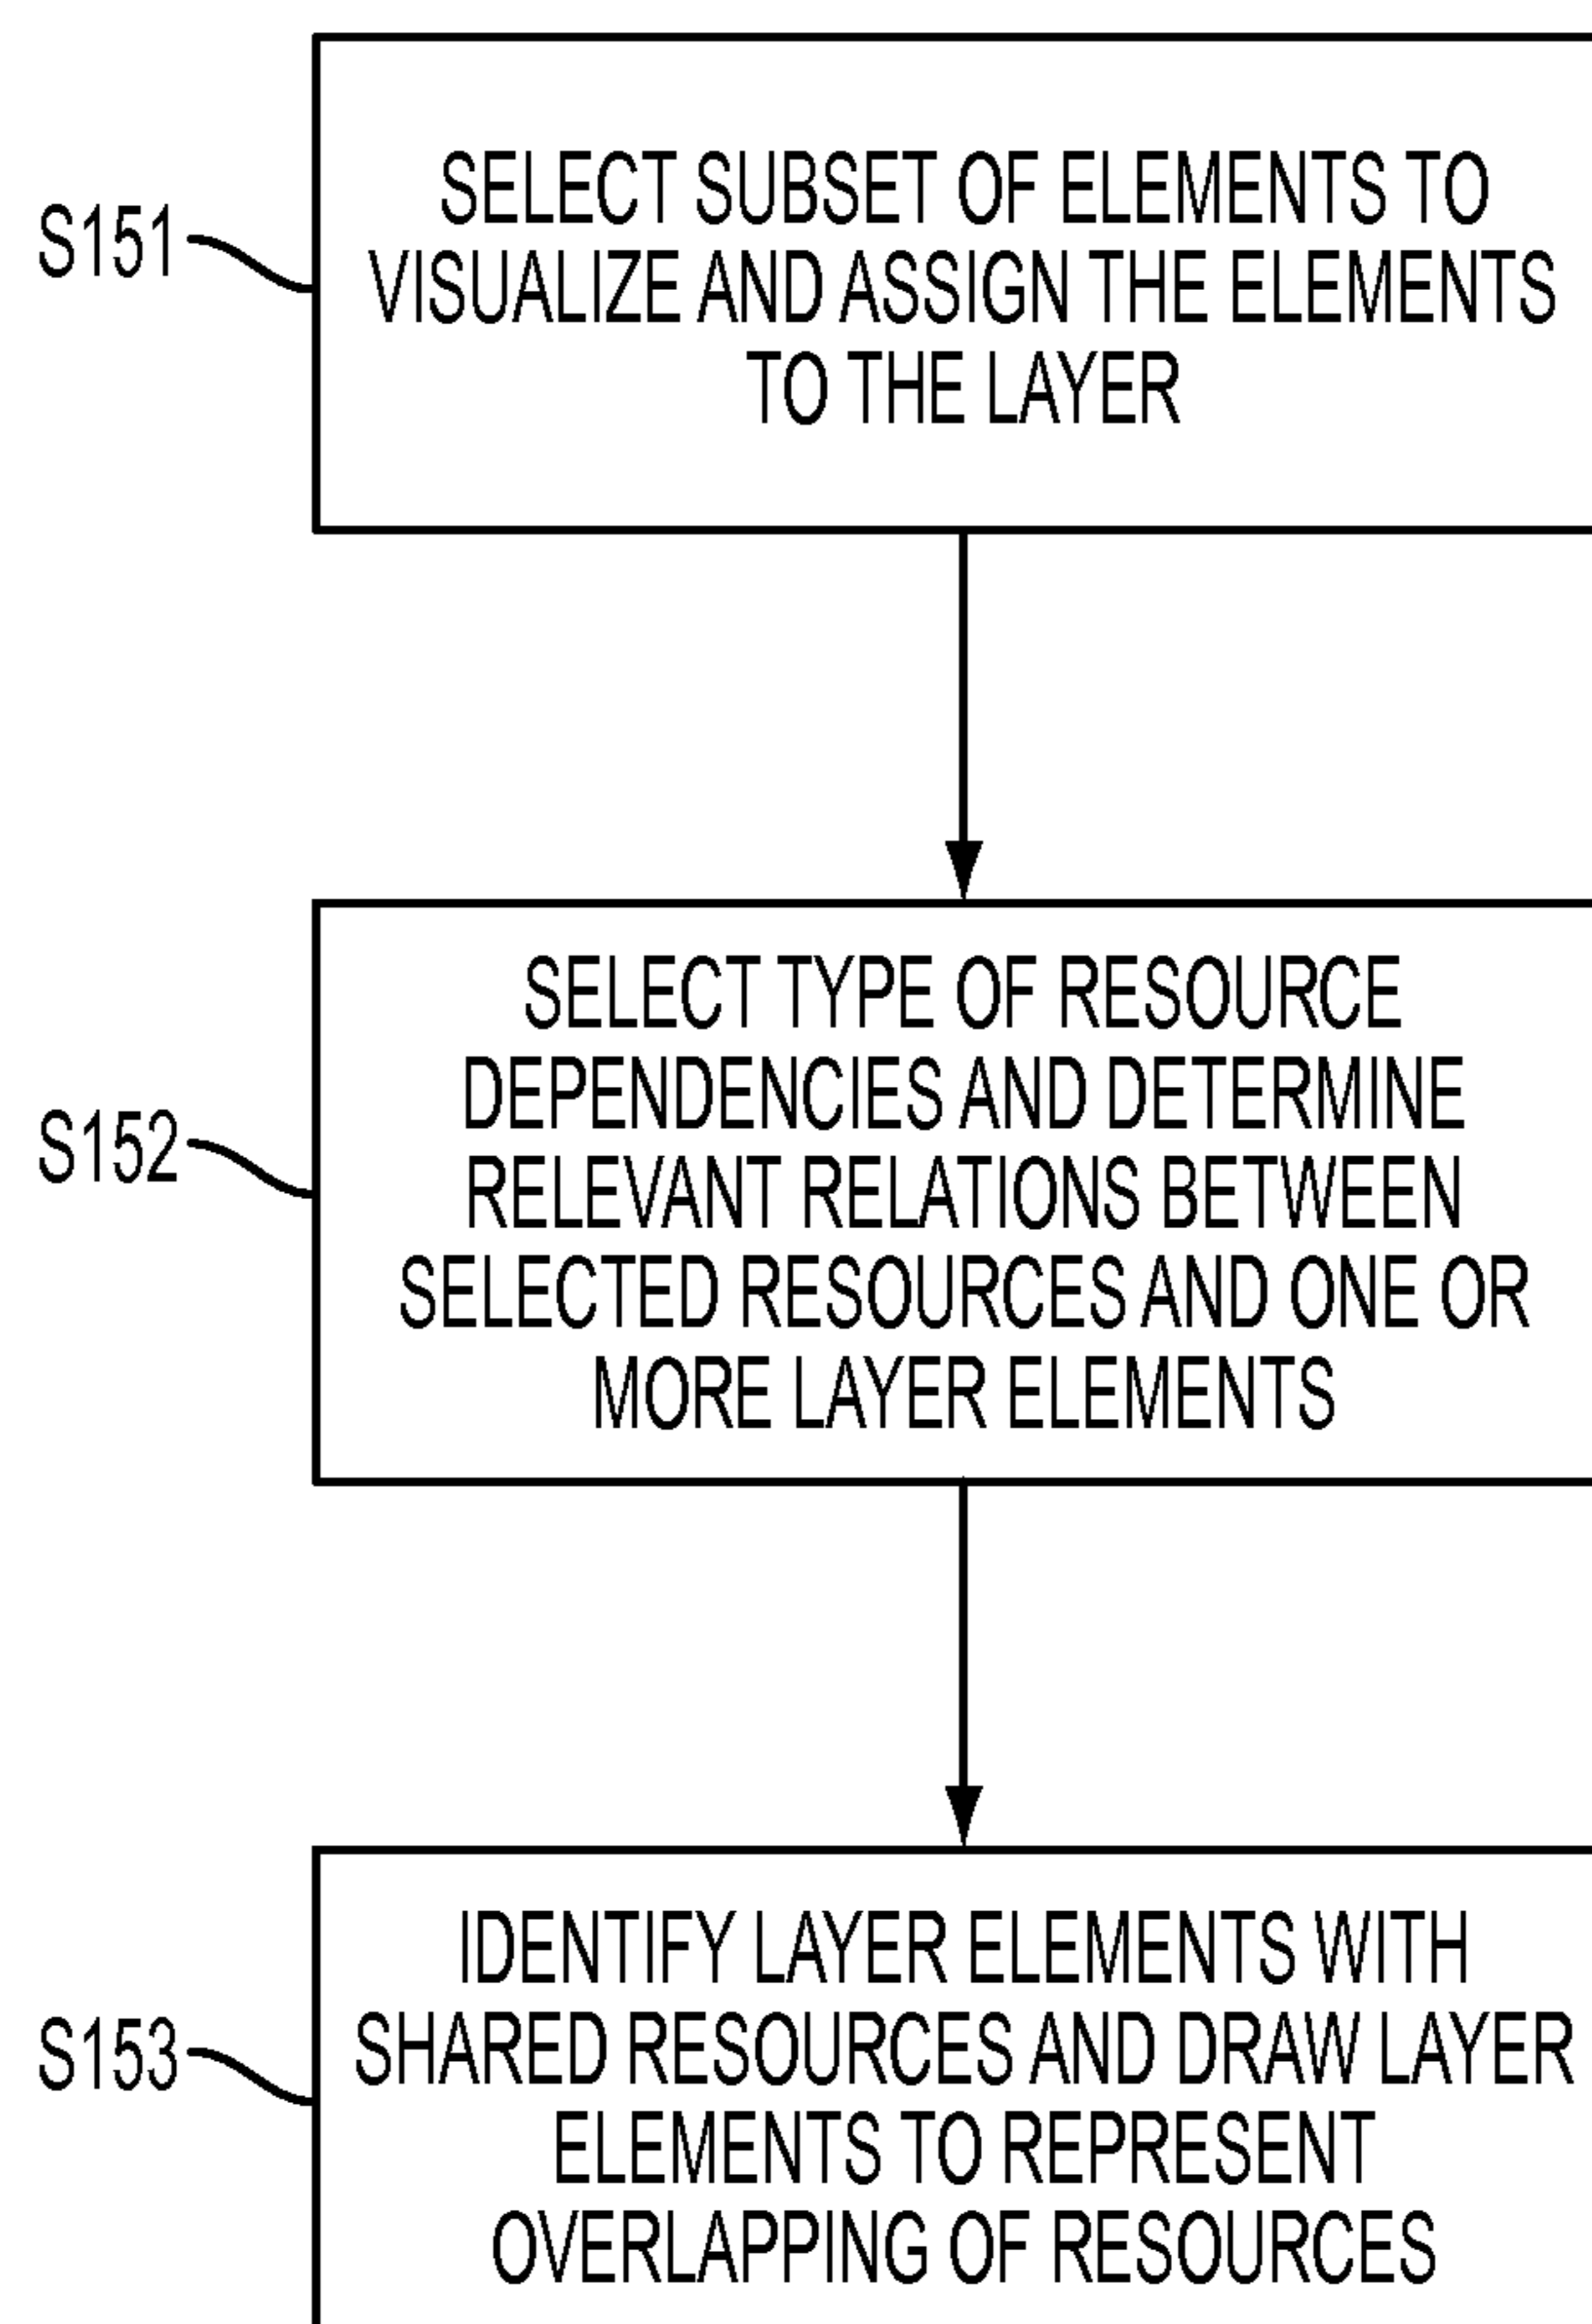 S151
SELECT SUBSET OF ELEMENTS TO
VISUALIZE AND ASSIGN THE ELEMENTS
TO THE LAYER
S152
SELECT TYPE OF RESOURCE
DEPENDENCIES AND DETERMINE
RELEVANT RELATIONS BETWEEN
SELECTED RESOURCES AND ONE OR
MORE LAYER ELEMENTS
S153
IDENTIFY LAYER ELEMENTS WITH
SHARED RESOURCES AND DRAW LAYER
ELEMENTS TO REPRESENT
OVERLAPPING OF RESOURCES